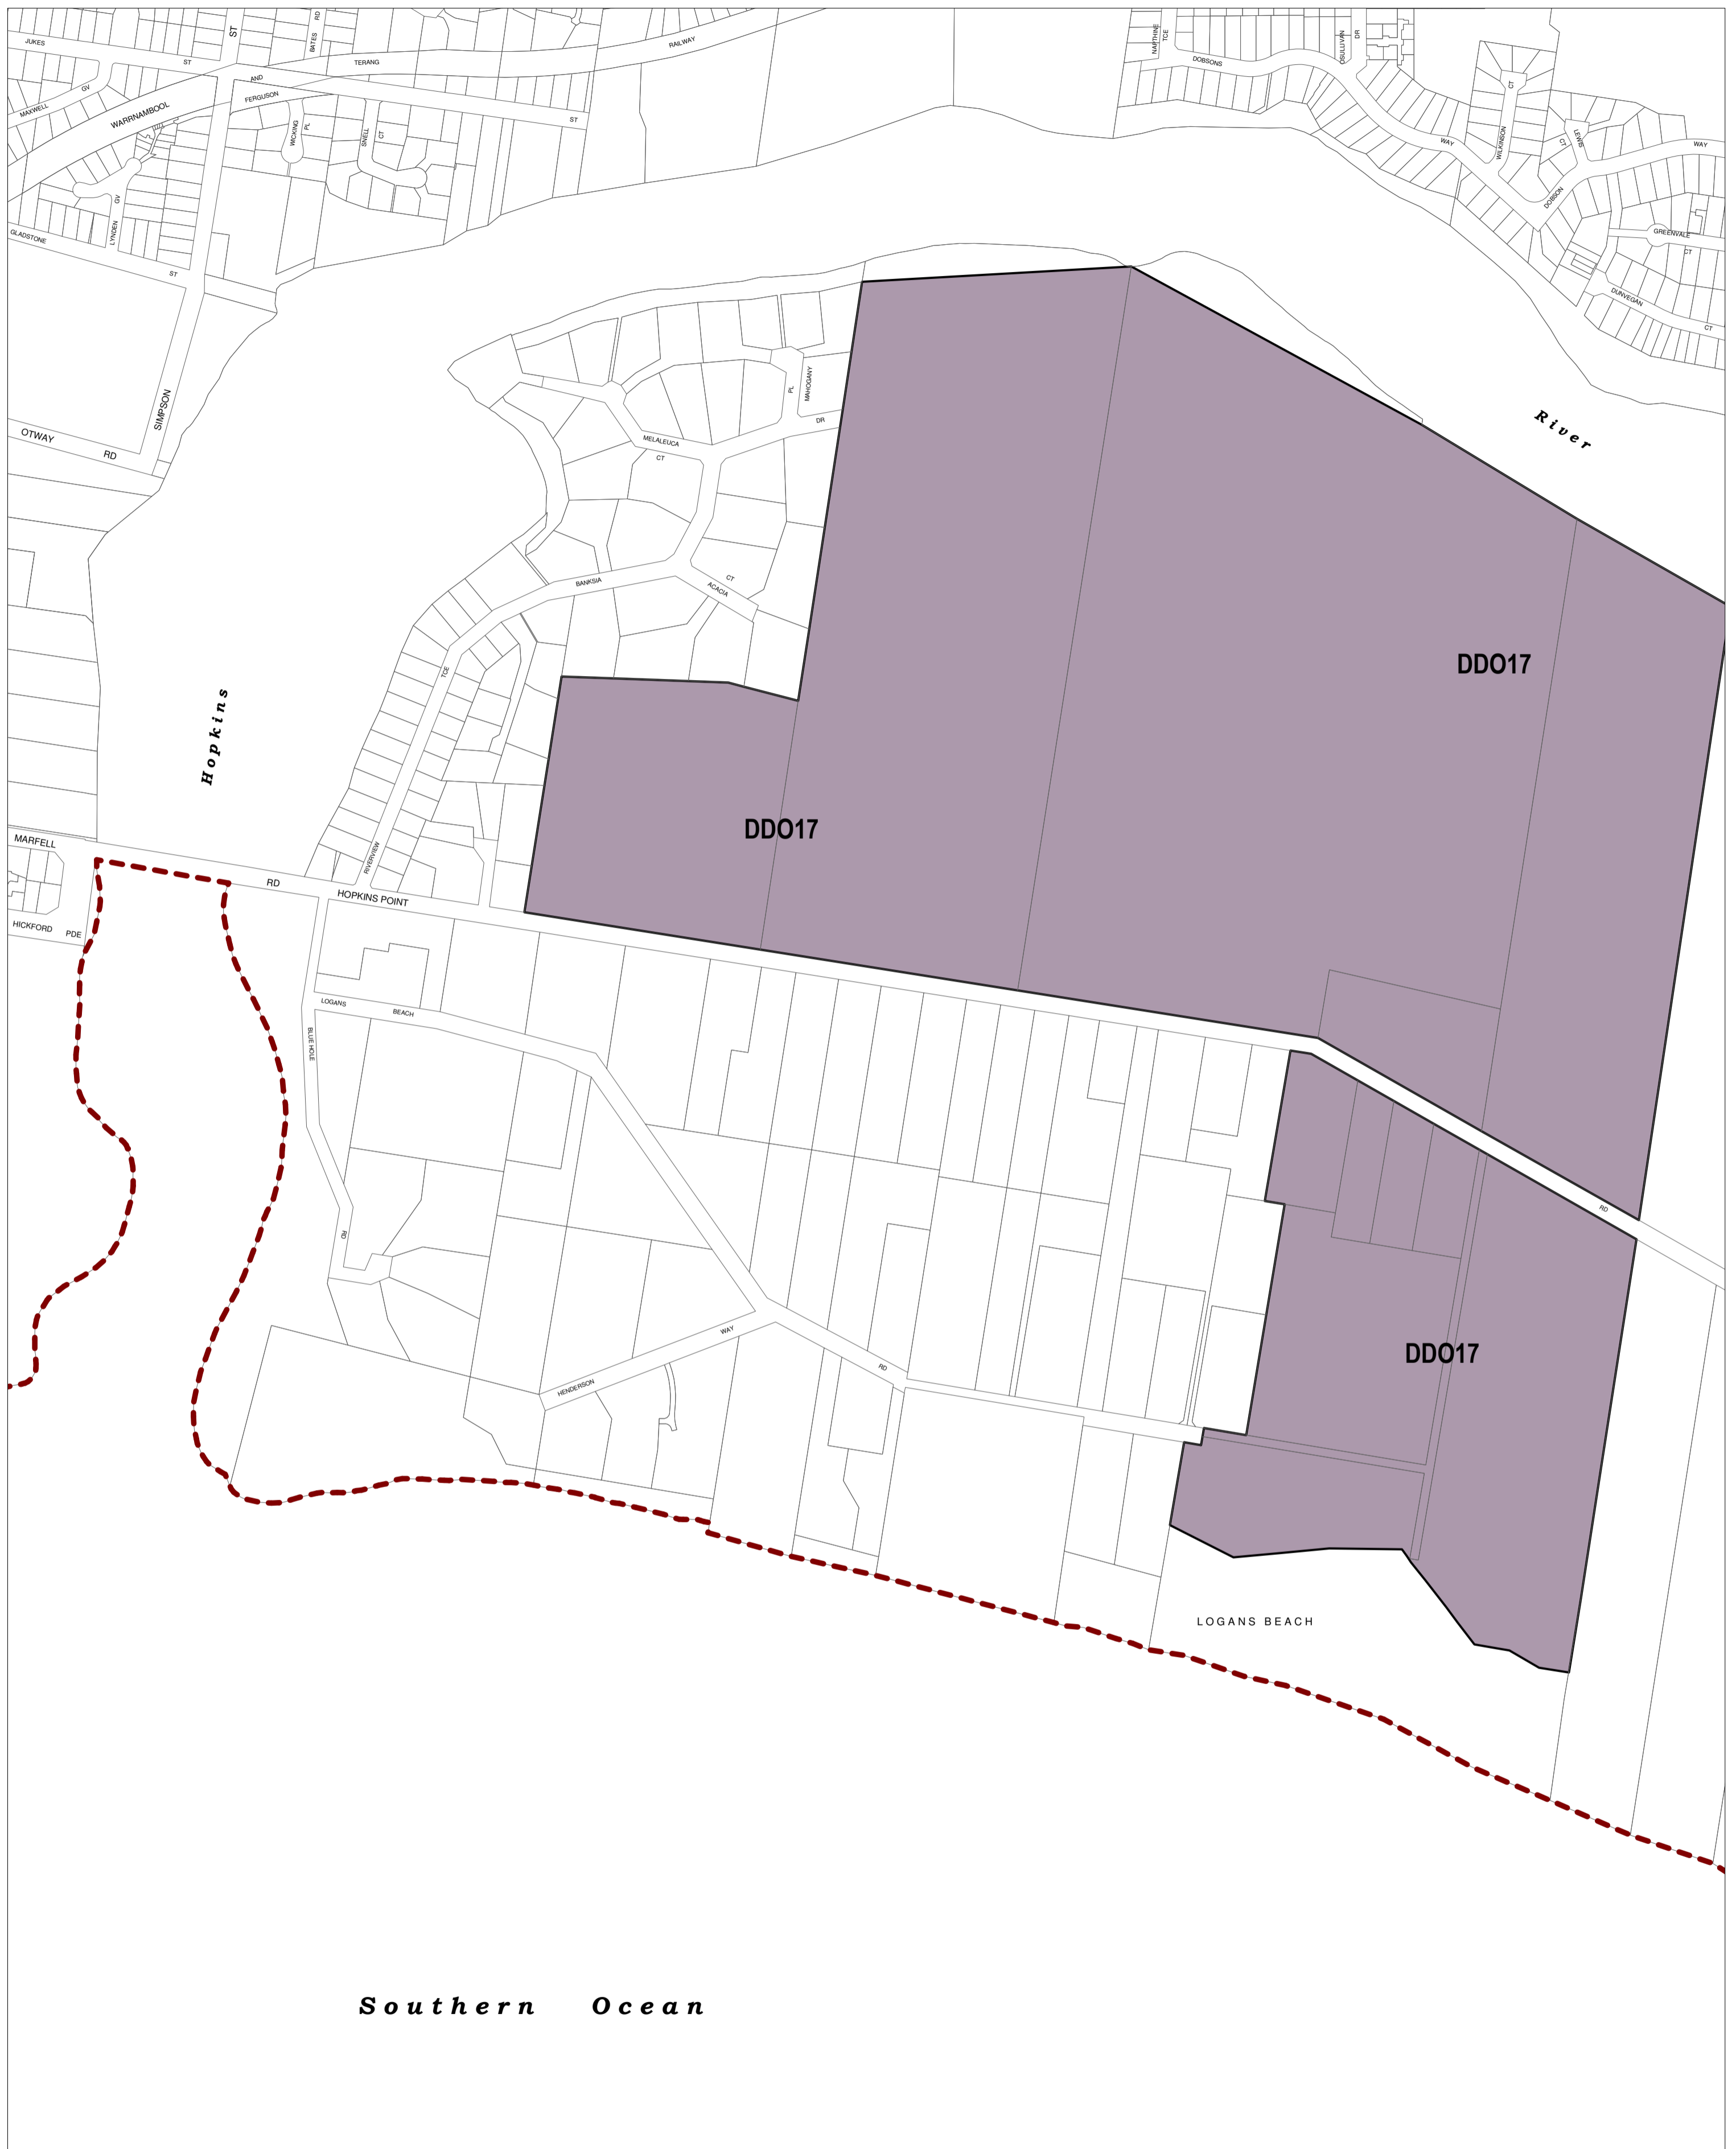 JUKES
ST
ST
BATES RD
TERANG
RAILWAY
AND
FERGUSON
ST
MAXWELL
GV
WARRNAMBOOL
WICKING
PL
SNELL
CT
LYNDEN
GV
GLADSTONE
ST
NAPTHINE
TCE
DOBSONS
OSULLIVAN
DR
WAY
WILKINSON
CT
LEWIS
CT
WAY
DOBSON
GREENVALE
CT
DUNVEGAN
CT
River
OTWAY
RD
SIMPSON
MAHOGANY
PL
DR
MELALEUCA
CT
BANKSIA
CT
ACACIA
TCE
DDO17
Hopkins
DDO17
MARFELL
RIVERVIEW
RD
HOPKINS POINT
HICKFORD PDE
LOGANS
BEACH
BLUE HOLE
RD
RD
DDO17
WAY
RD
HENDERSON
LOGANS BEACH
Southern Ocean